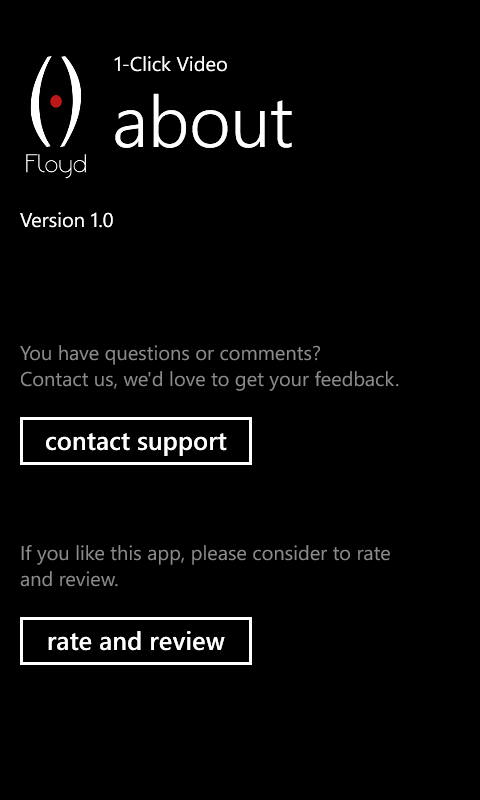 1-Click Video
about
Floyd
Version 1.0
You have questions or comments?
Contact us, we'd love to get your feedback.
contact support
If you like this app, please consider to rate
and review.
rate and review